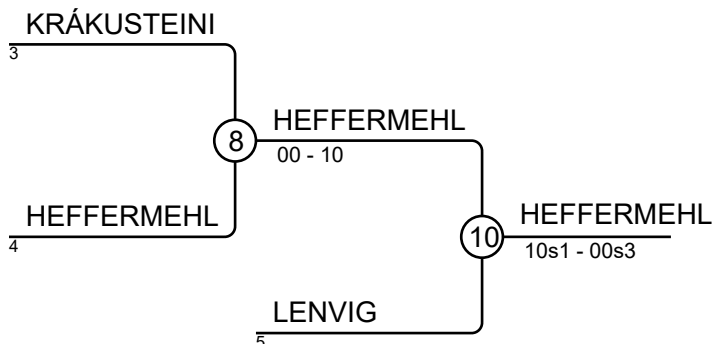 KRÁKUSTEINI
3
8
HEFFERMEHL
00 - 10
HEFFERMEHL
4
10
HEFFERMEHL
10s1 - 00s3
LENVIG
5